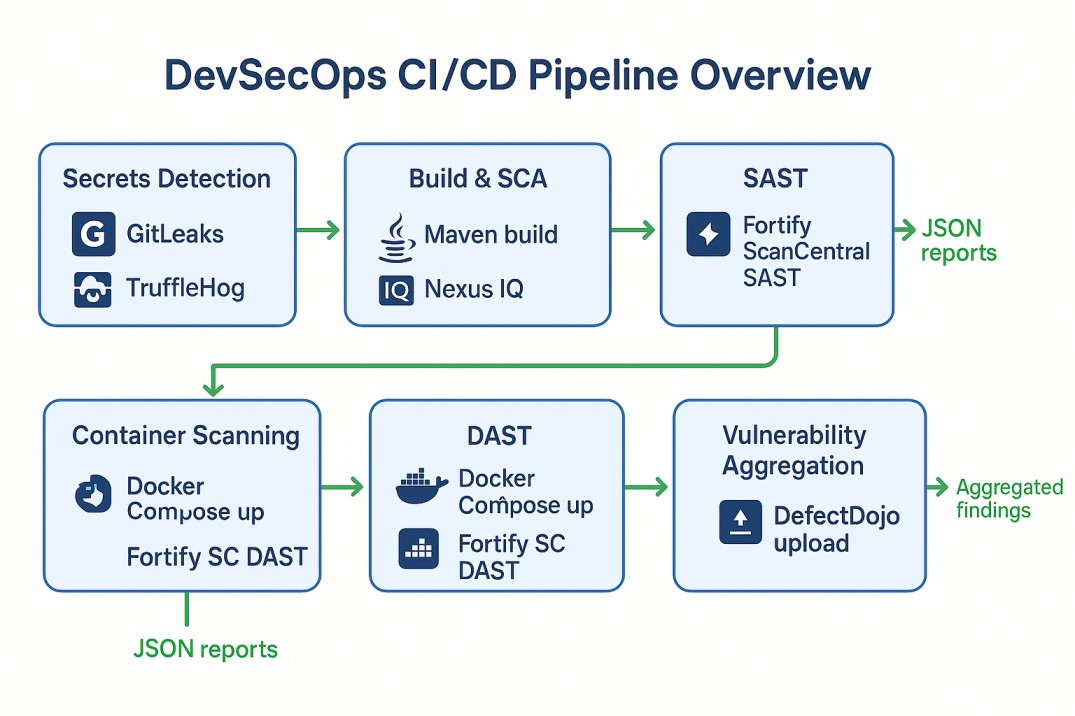 DevSecOps CI/CD Pipeline Overview
Secrets Detection
G GitLeaks
TruffleHog
Build & SCA
Maven build
IQ Nexus IQ
SAST
Fortify
ScanCentral
SAST
JSON
reports
Container Scanning
Docker
Compose up
Fortify SC DAST
JSON reports
DAST
Docker
Compose up
Fortify SC
DAST
Vulnerability
Aggregation
DefectDojo
upload
Aggregated
findings